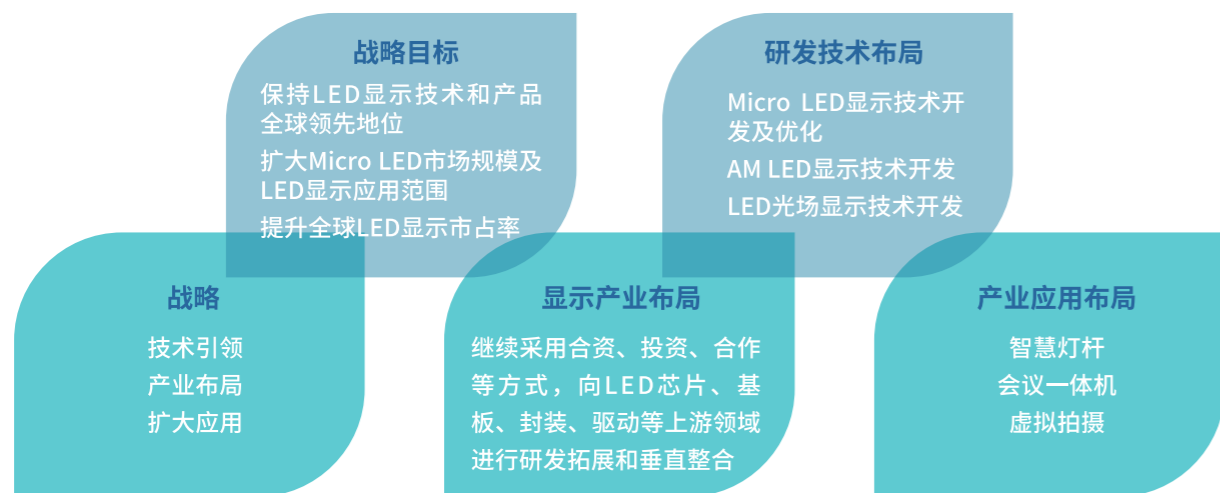 战略目标
保持LED显示技术和产品
全球领先地位
扩大Micro LED市场规模及
LED显示应用范围
提升全球LED显示市占率
研发技术布局
Micro LED显示技术开
发及优化
AM LED显示技术开发
LED光场显示技术开发
战略
技术引领
产业布局
扩大应用
显示产业布局
继续采用合资、投资、合作
等方式，向LED芯片、基
板、封装、驱动等上游领域
进行研发拓展和垂直整合
产业应用布局
智慧灯杆
会议一体机
虚拟拍摄